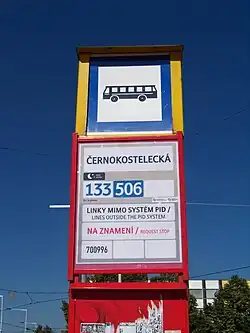 ČERNOKOSTELECKÁ
133 506
LINKY MIMO SYSTÉM PID /
LINES OUTSIDE THE PID SYSTEM
NA ZNAMENÍ / REQUEST STOP
700996